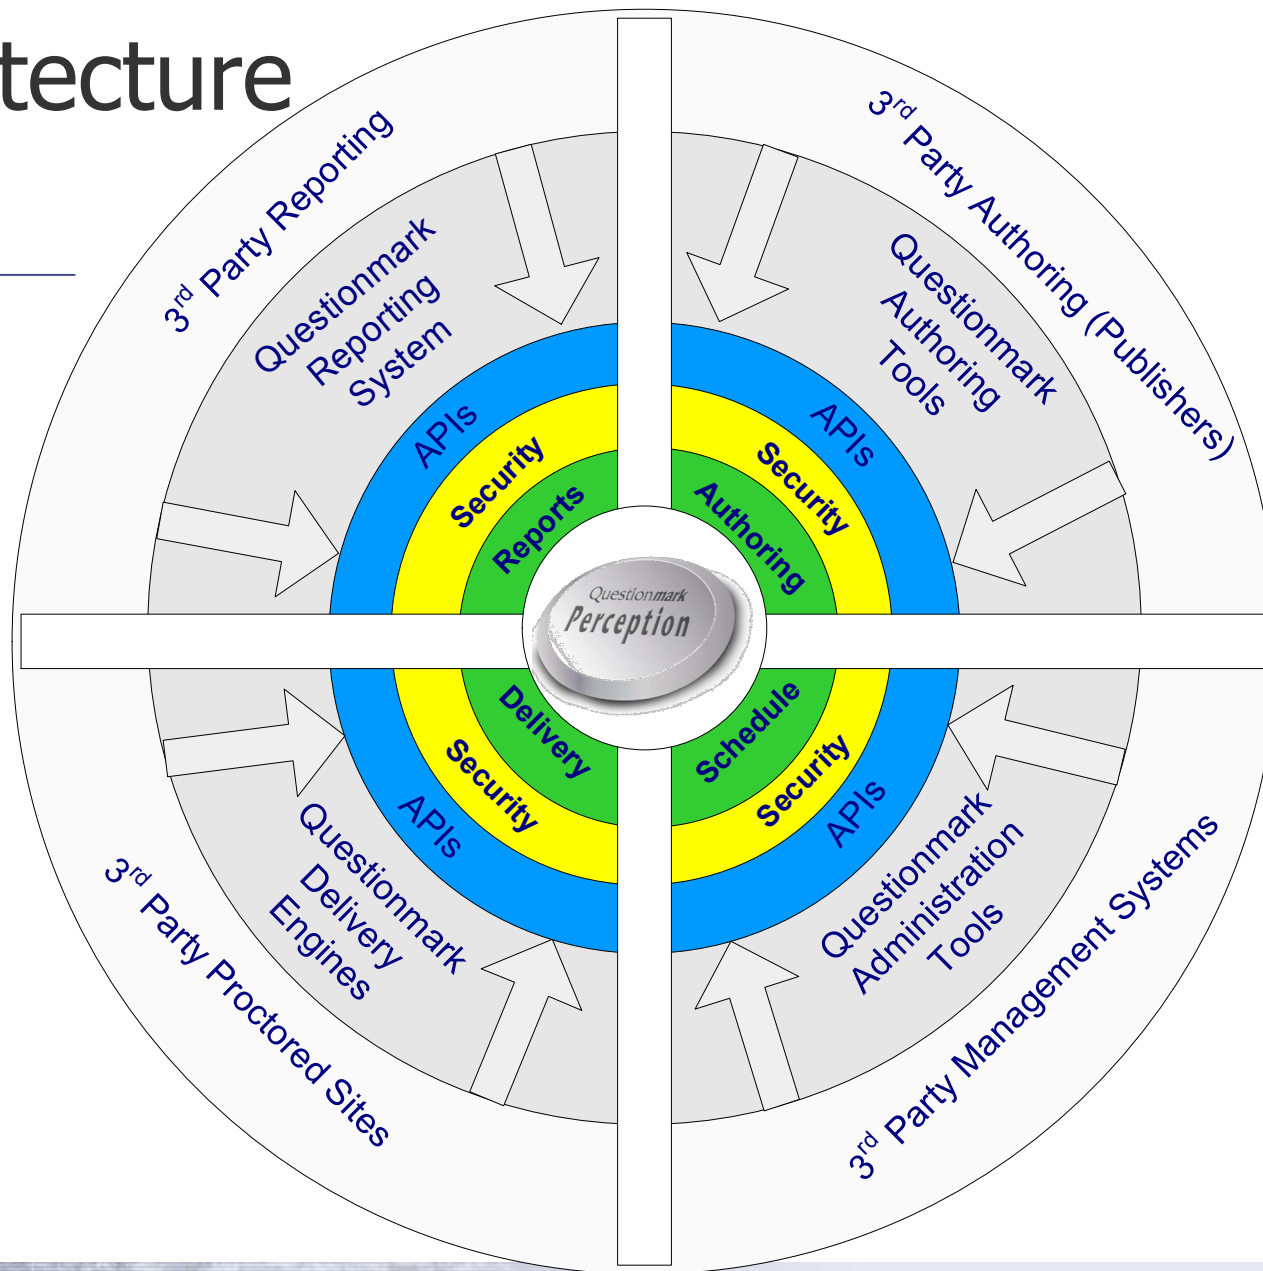 tecture
3rd Party Reporting
Questionmark
Reporting
System
APIs
Security
Reports
3rd Party Authoring (Publishers)
Questionmark
Authoring
Tools
APIs
Security
Authoring
Questionmark
Perception
Delivery
Security
APIs
Questionmark
Delivery
Engines
3rd Party Proctored Sites
Schedule
Security
APIs
Questionmark
Administration
Tools
3rd Party Management Systems